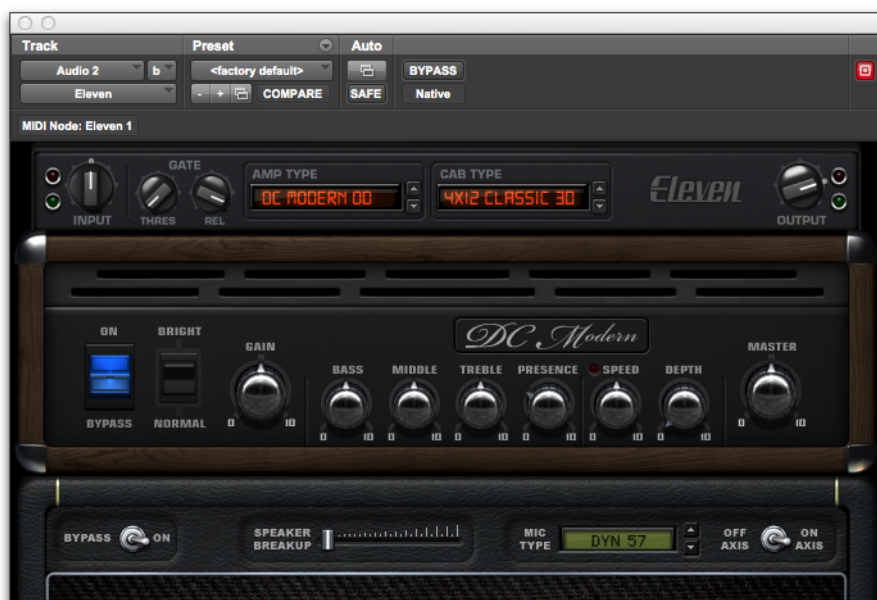 Track Preset Auto
Audio 2 b <factory default> BYPASS
Eleven - + COMPARE SAFE Native
MIDI Node: Eleven 1
GATE AMP TYPE CAB TYPE
DC MODERN OD 4X12 CLASSIC 30 Eleven
INPUT THRES REL OUTPUT
DC Modern
ON BRIGHT GAIN MASTER
BASS MIDDLE TREBLE PRESENCE SPEED DEPTH
BYPASS NORMAL 0 10 0 10
0 10 0 10 0 10 0 10 0 10 0 10
BYPASS ON SPEAKER BREAKUP MIC TYPE DYN 57 OFF AXIS ON AXIS